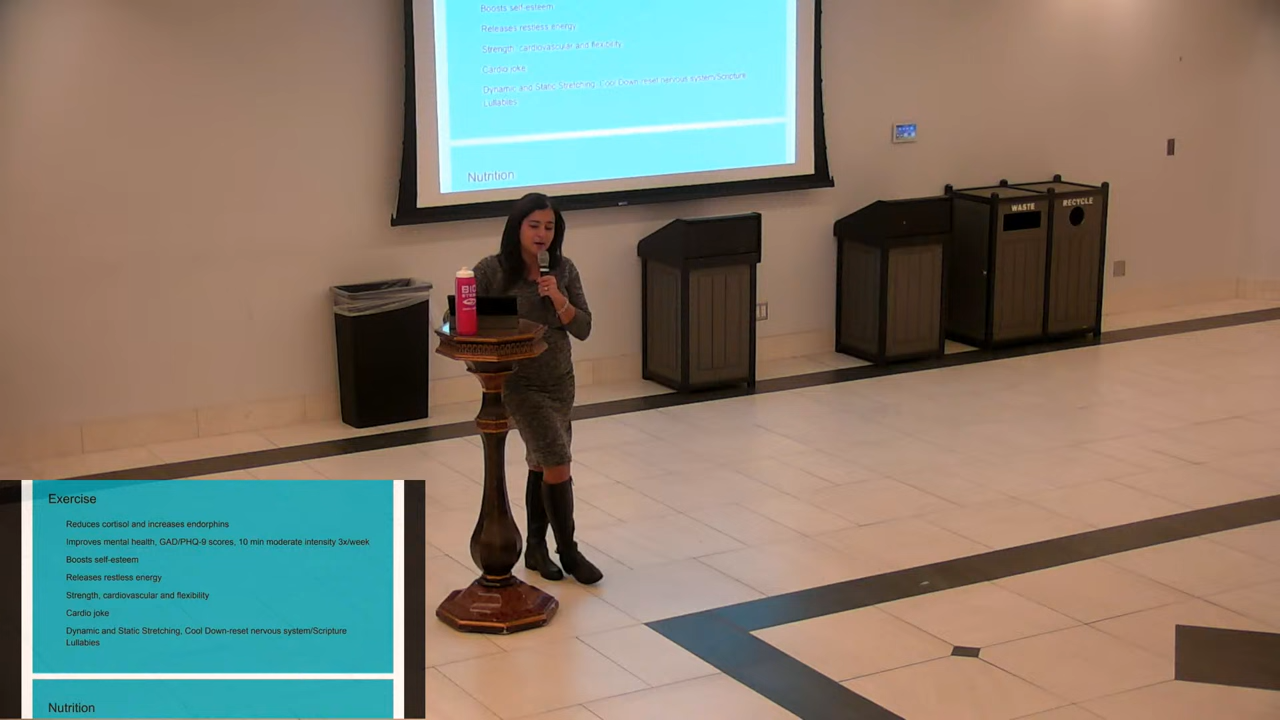 Boosts self-esteem
Releases restless energy
Strength, cardiovascular and flexibility
Cardio joke
Dynamic and Static Stretching, Cool Down-reset nervous system/Scripture
Lullabies
Nutrition
WASTE
RECYCLE
Exercise
Reduces cortisol and increases endorphins
Improves mental health, GAD/PHQ-9 scores, 10 min moderate intensity 3x/week
Boosts self-esteem
Releases restless energy
Strength, cardiovascular and flexibility
Cardio joke
Dynamic and Static Stretching, Cool Down-reset nervous system/Scripture
Lullabies
Nutrition